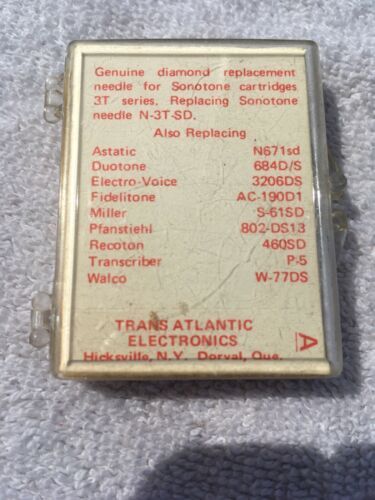 Genuine diamond replacement
needle for Sonotone cartridges
3T series. Replacing Sonotone
needle N-3T-SD.
Also Replacing
Astatic N671sd
Duotone 684D/S
Electro-Voice 3206DS
Fidelitone AC-190D1
Miller S-61SD
Pfanstiehl 802-DS13
Recoton 460SD
Transcriber P-5
Walco W-77DS
TRANS ATLANTIC
ELECTRONICS
Hicksville, N.Y. Dorval, Que.
A